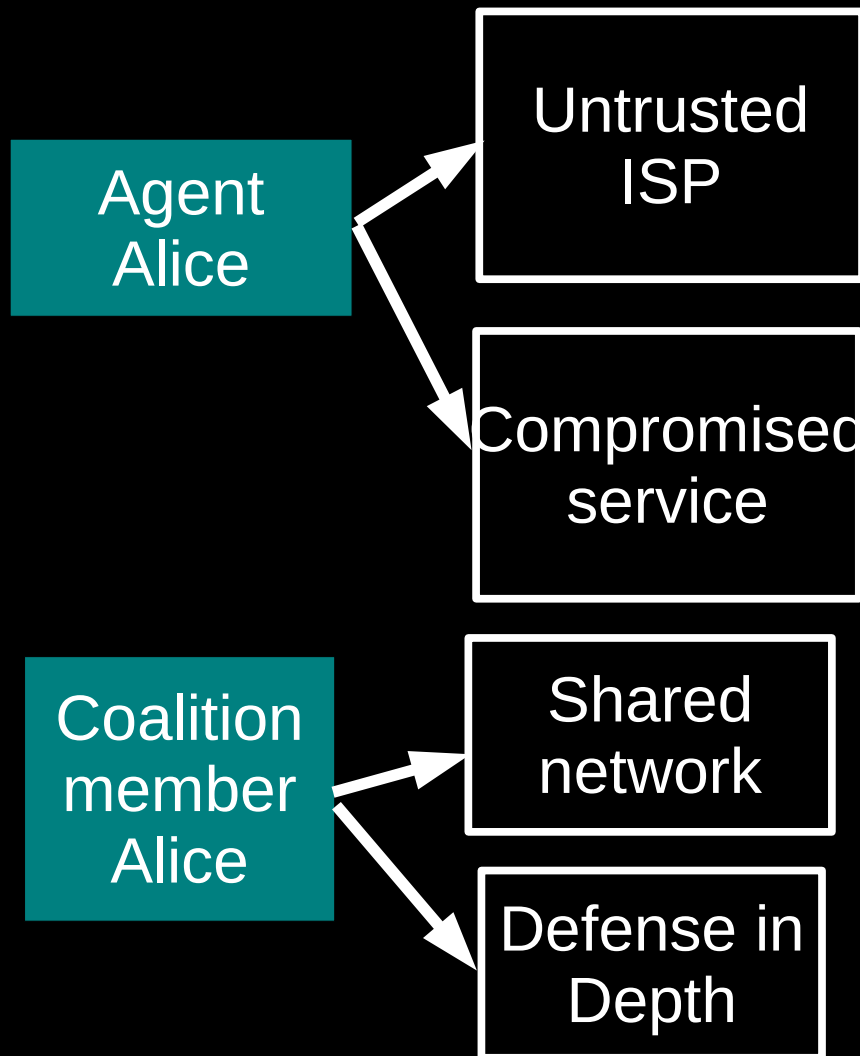 Agent
Alice
Untrusted
ISP
Compromised
service
Coalition
member
Alice
Shared
network
Defense in
Depth